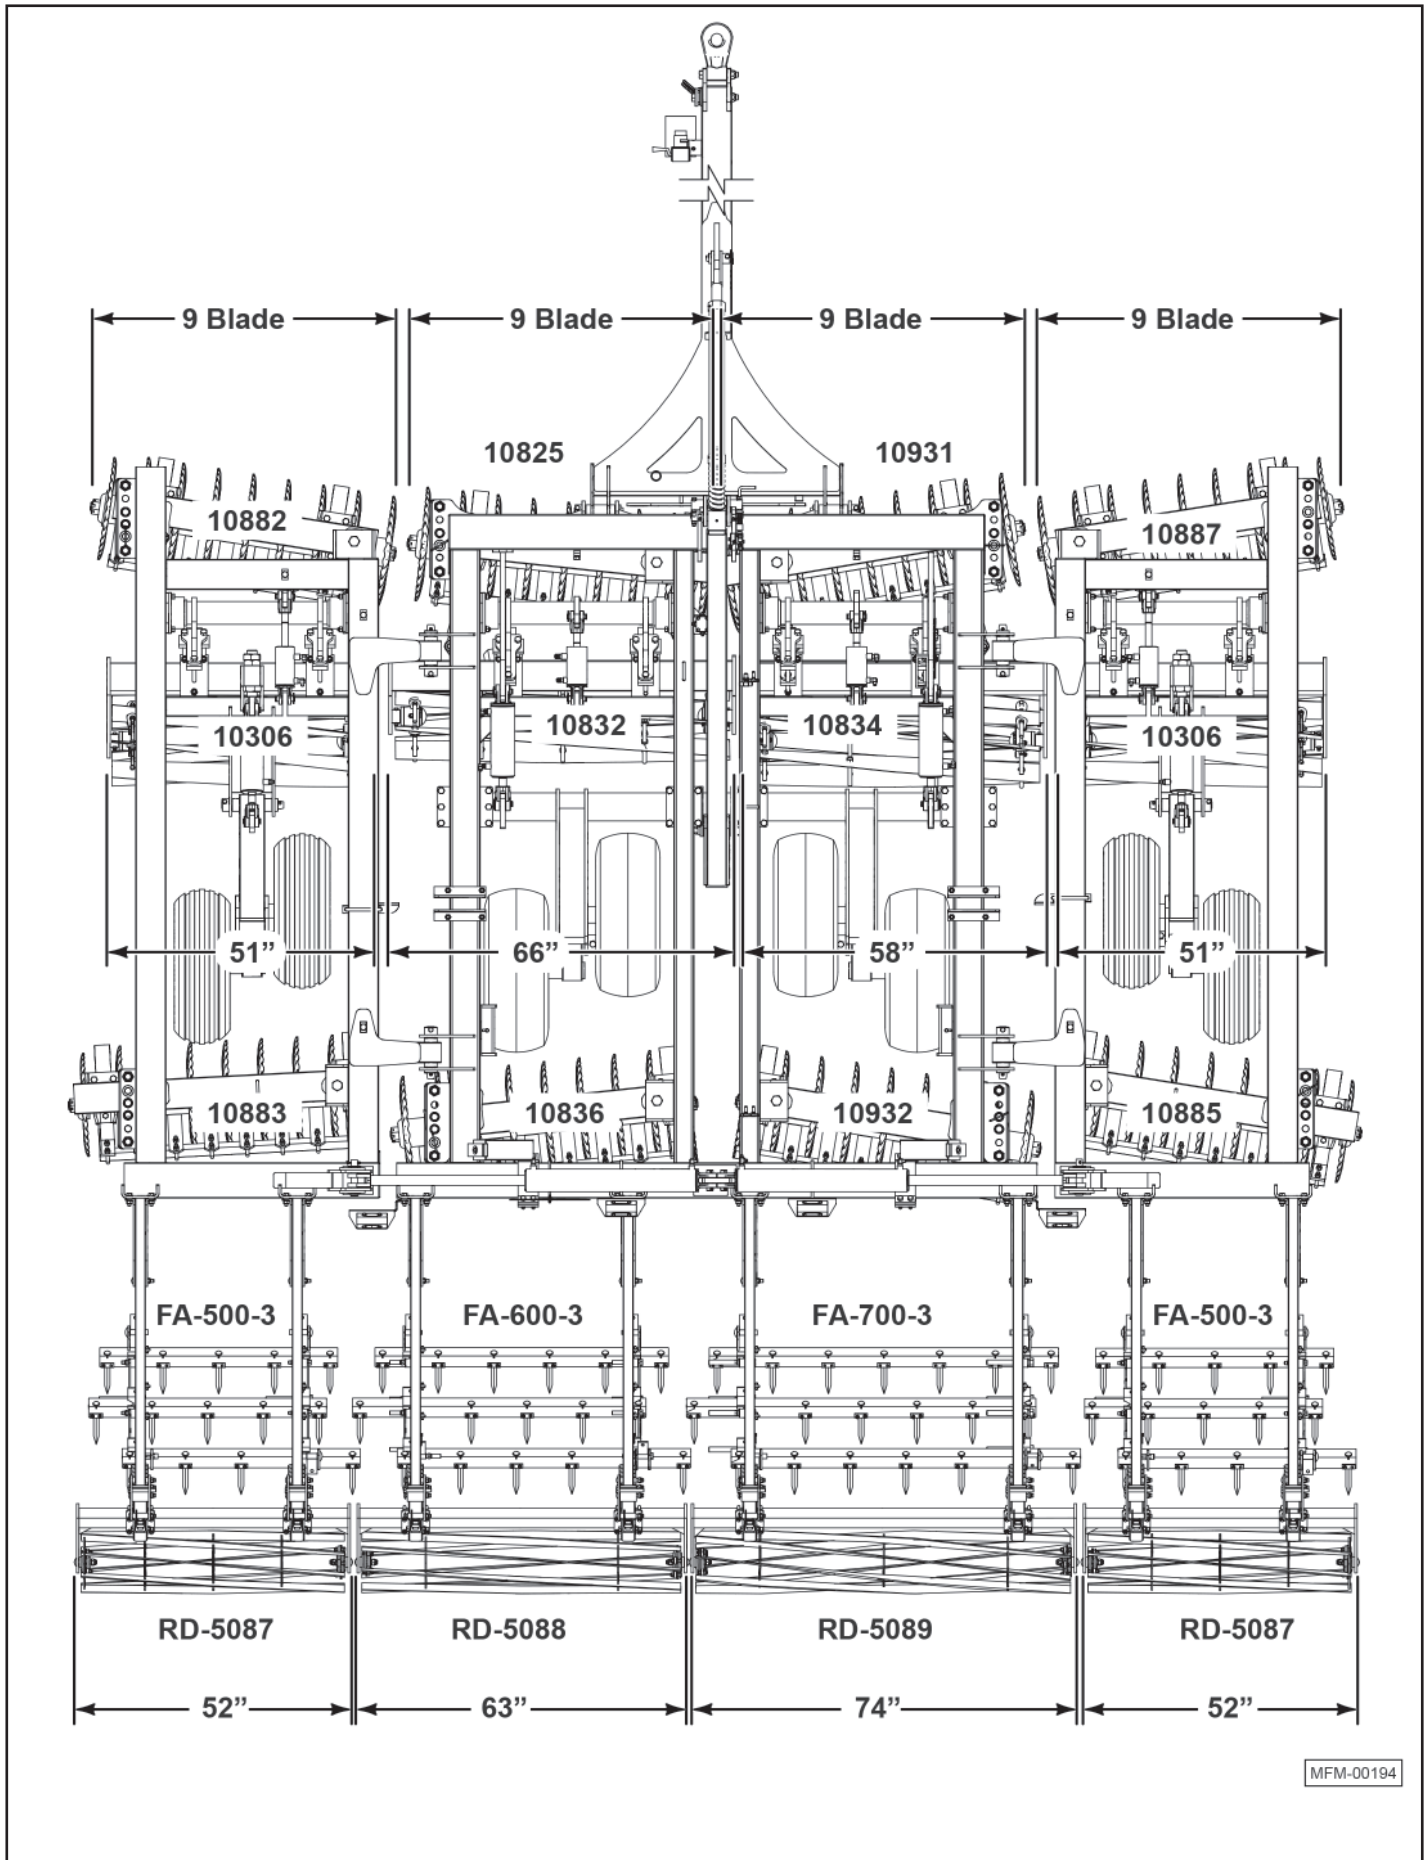 9 Blade 9 Blade 9 Blade 9 Blade
10825 10931
10882 10887
10306 10832 10834 10306
51” 66” 58” 51”
10883 10836 10932 10885
FA-500-3 FA-600-3 FA-700-3 FA-500-3
RD-5087 RD-5088 RD-5089 RD-5087
52” 63” 74” 52”
MFM-00194